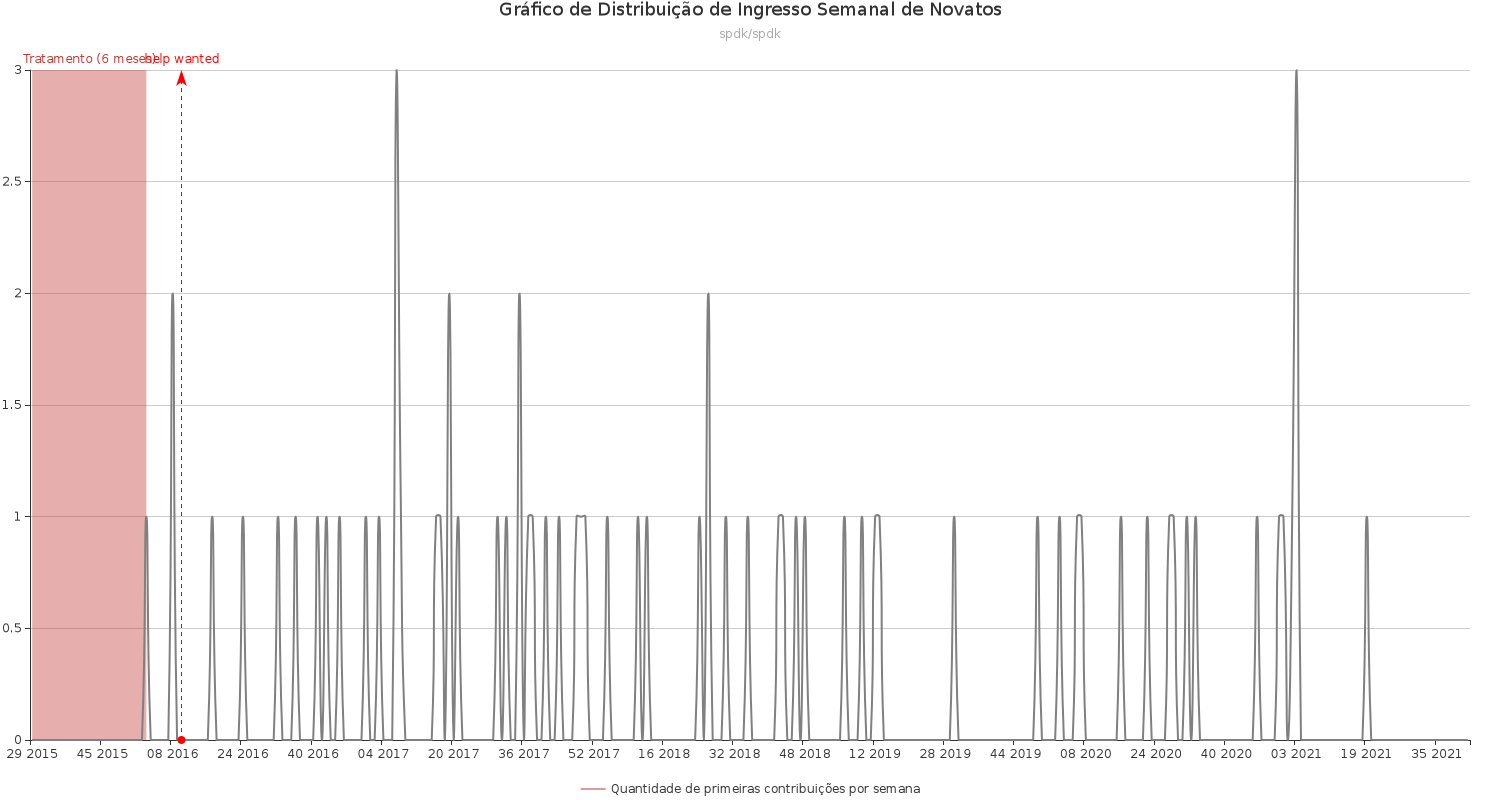 Gráfico de Distribuição de Ingresso Semanal de Novatos
spdk/spdk
Tratamento (6 meses) help wanted
3
2.5
2
1.5
1
0.5
0
29 2015 45 2015 08 2016 24 2016 40 2016 04 2017 20 2017 36 2017 52 2017 16 2018 32 2018 48 2018 12 2019 28 2019 44 2019 08 2020 24 2020 40 2020 03 2021 19 2021 35 2021
Quantidade de primeiras contribuições por semana